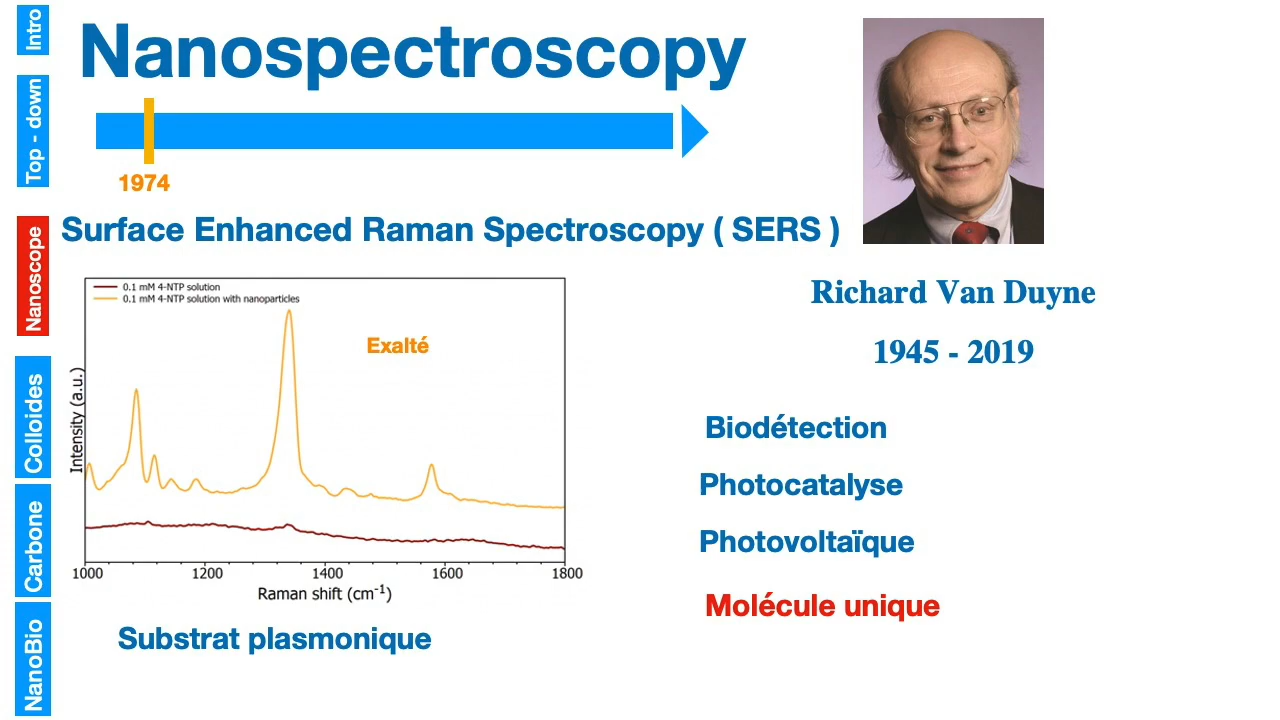 Intro
Top - down
Nanoscope
Colloides
Carbone
NanoBio
Nanospectroscopy
1974
Surface Enhanced Raman Spectroscopy ( SERS )
0.1 mM 4-NTP solution
0.1 mM 4-NTP solution with nanoparticles
Exalté
Intensity (a.u.)
1000 1200 1400 1600 1800
Raman shift (cm⁻¹)
Substrat plasmonique
Richard Van Duyne
1945 - 2019
Biodétection
Photocatalyse
Photovoltaïque
Molécule unique